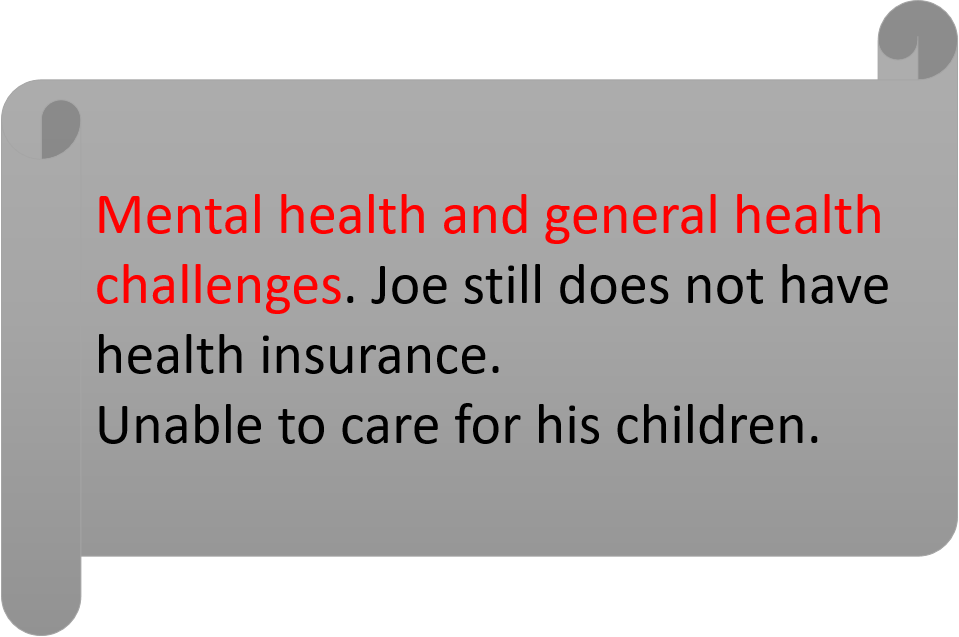 Mental health and general health
challenges. Joe still does not have
health insurance.
Unable to care for his children.